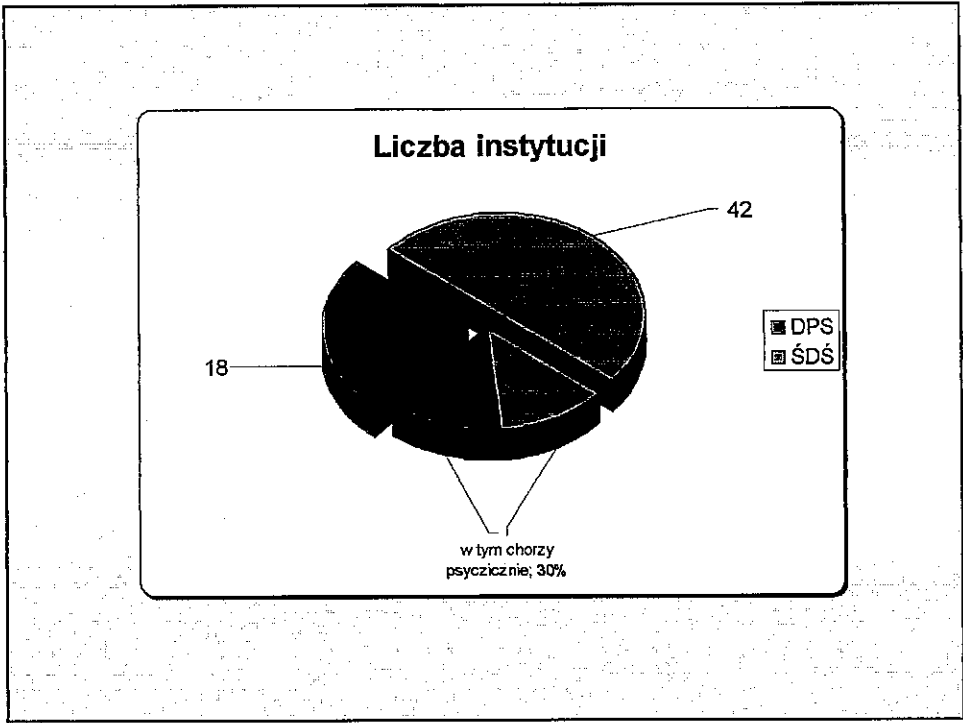 Liczba instytucji
42
DPS
ŚDŚ
18
w tym chorzy
psyczicznie; 30%